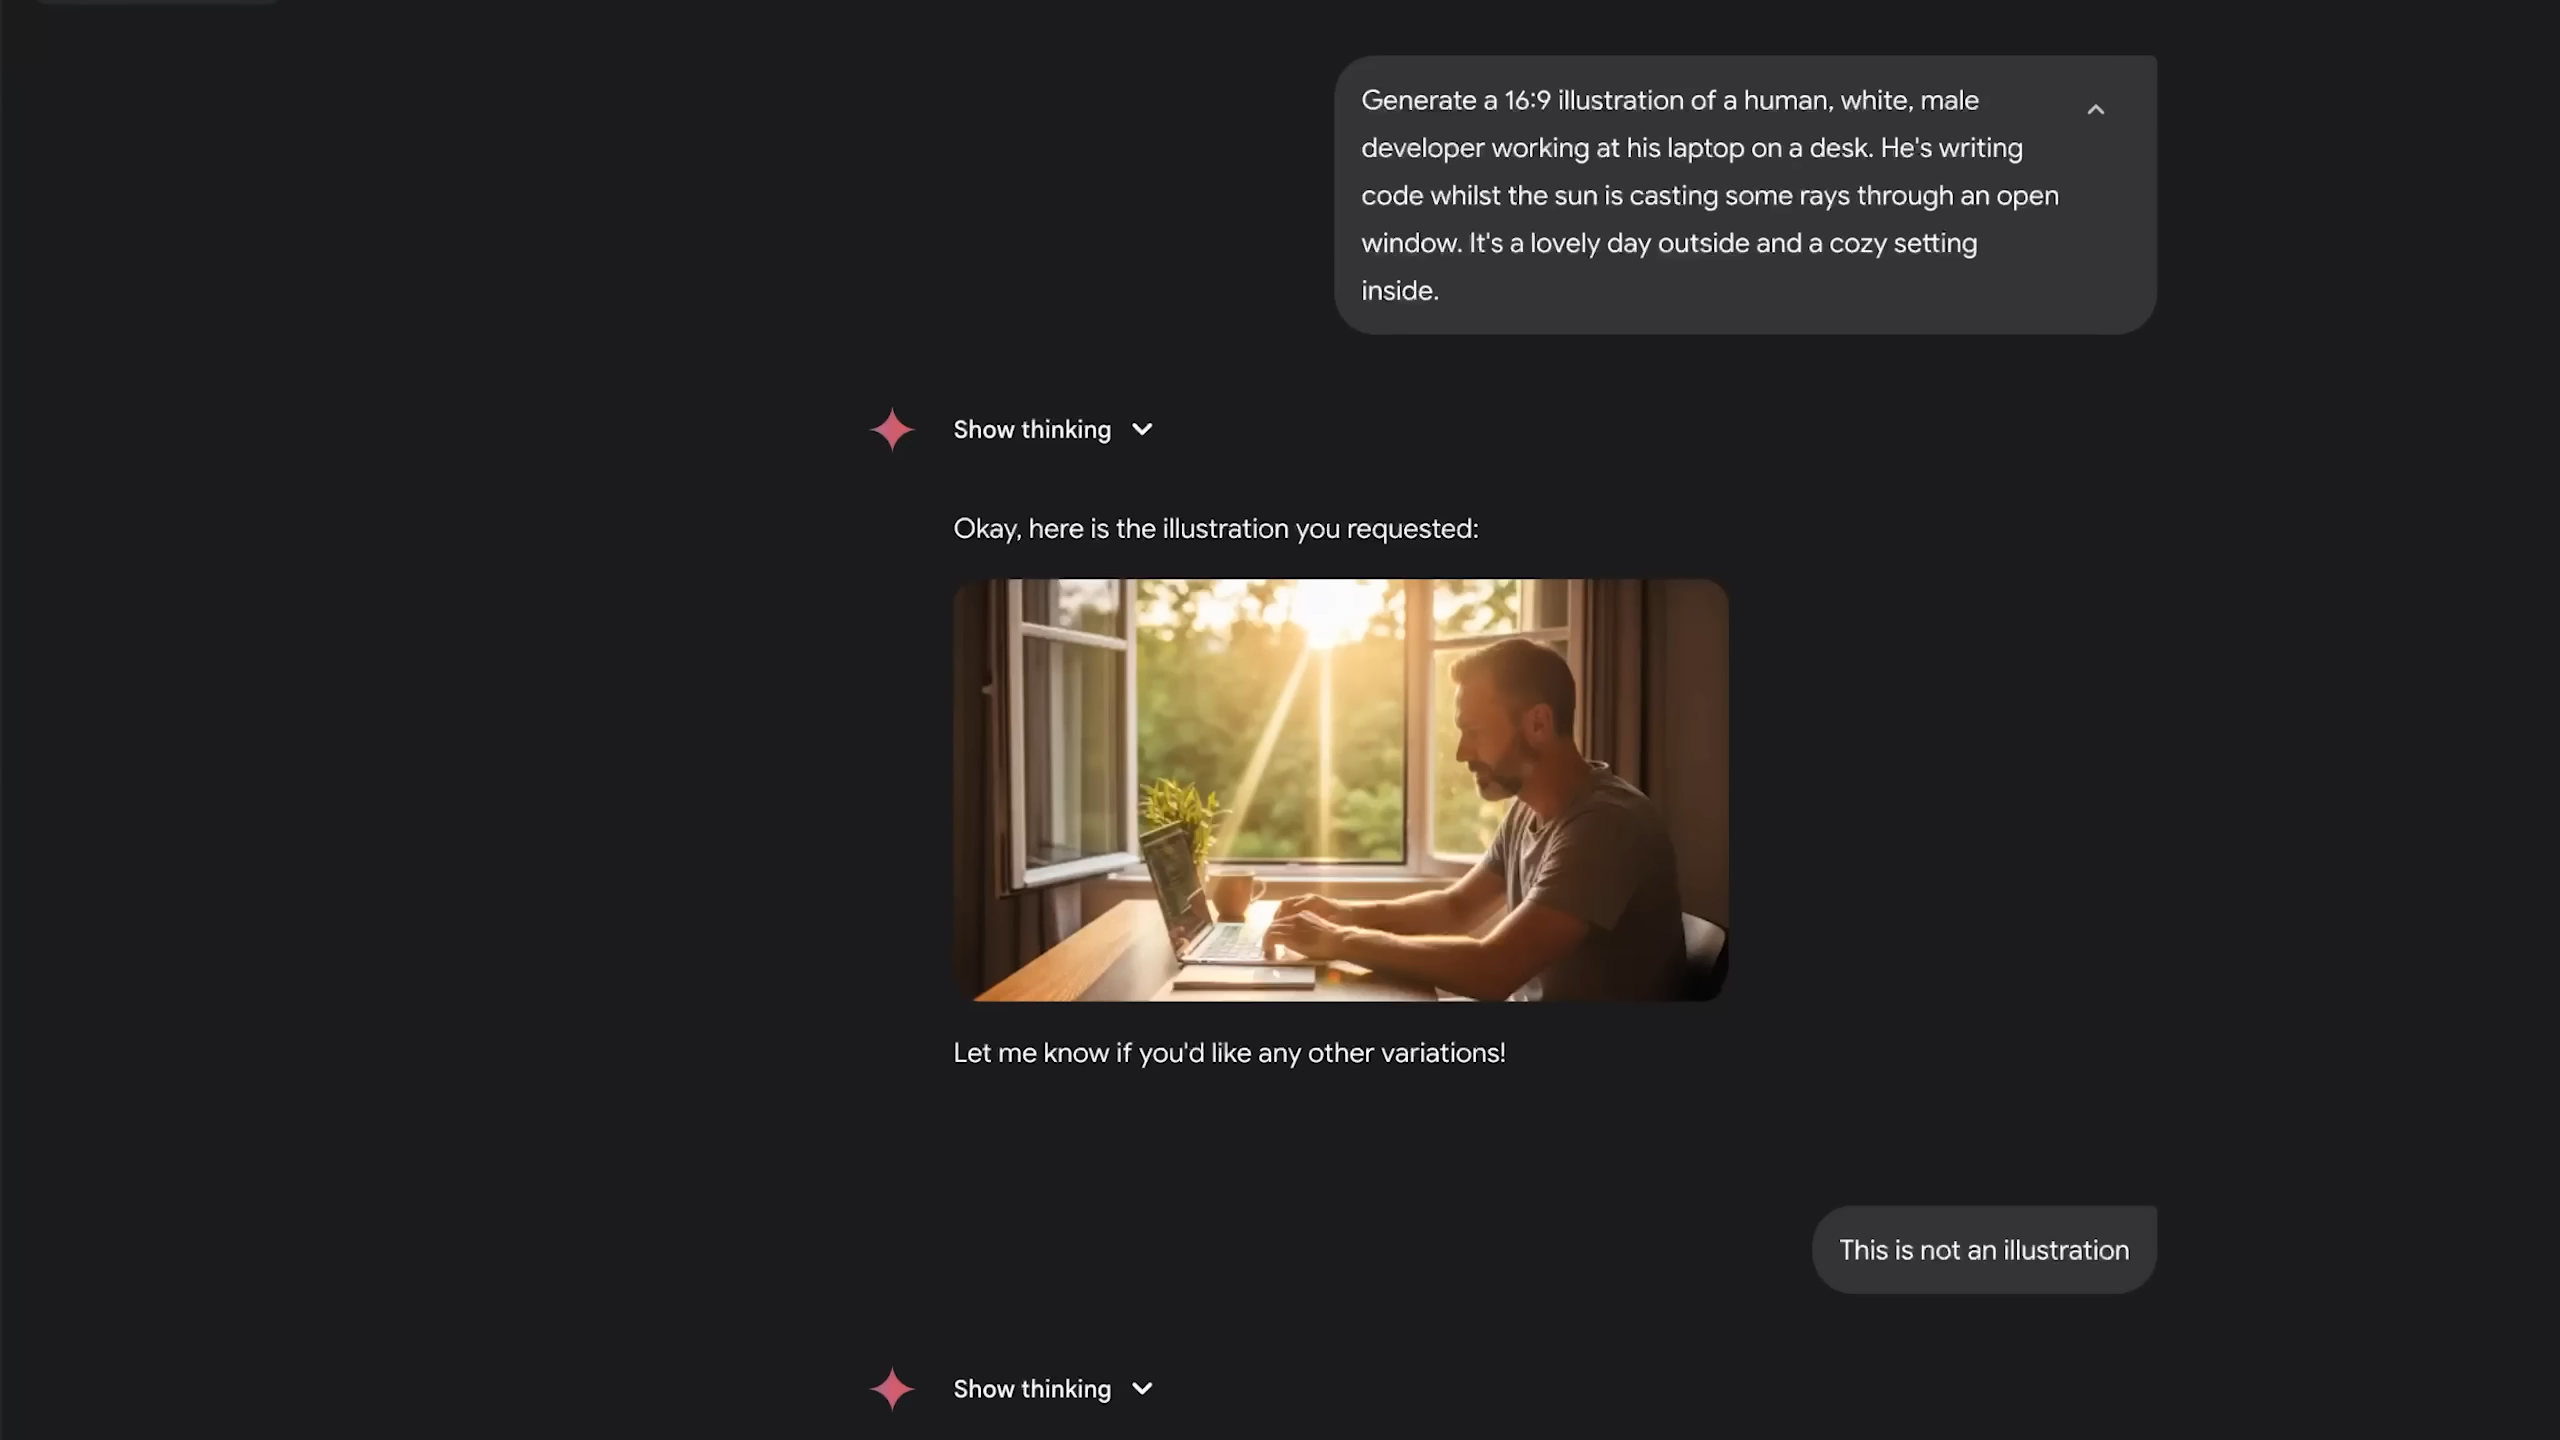 Generate a 16:9 illustration of a human, white, male
developer working at his laptop on a desk. He's writing
code whilst the sun is casting some rays through an open
window. It's a lovely day outside and a cozy setting
inside.
Show thinking
Okay, here is the illustration you requested:
Let me know if you'd like any other variations!
This is not an illustration
Show thinking